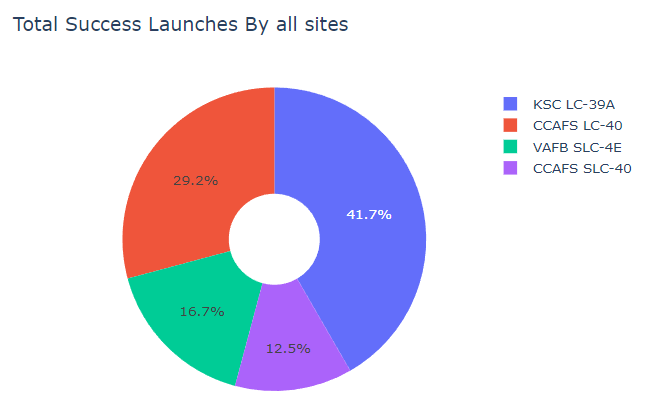 Total Success Launches By all sites
KSC LC-39A
CCAFS LC-40
VAFB SLC-4E
CCAFS SLC-40
29.2%
41.7%
16.7%
12.5%